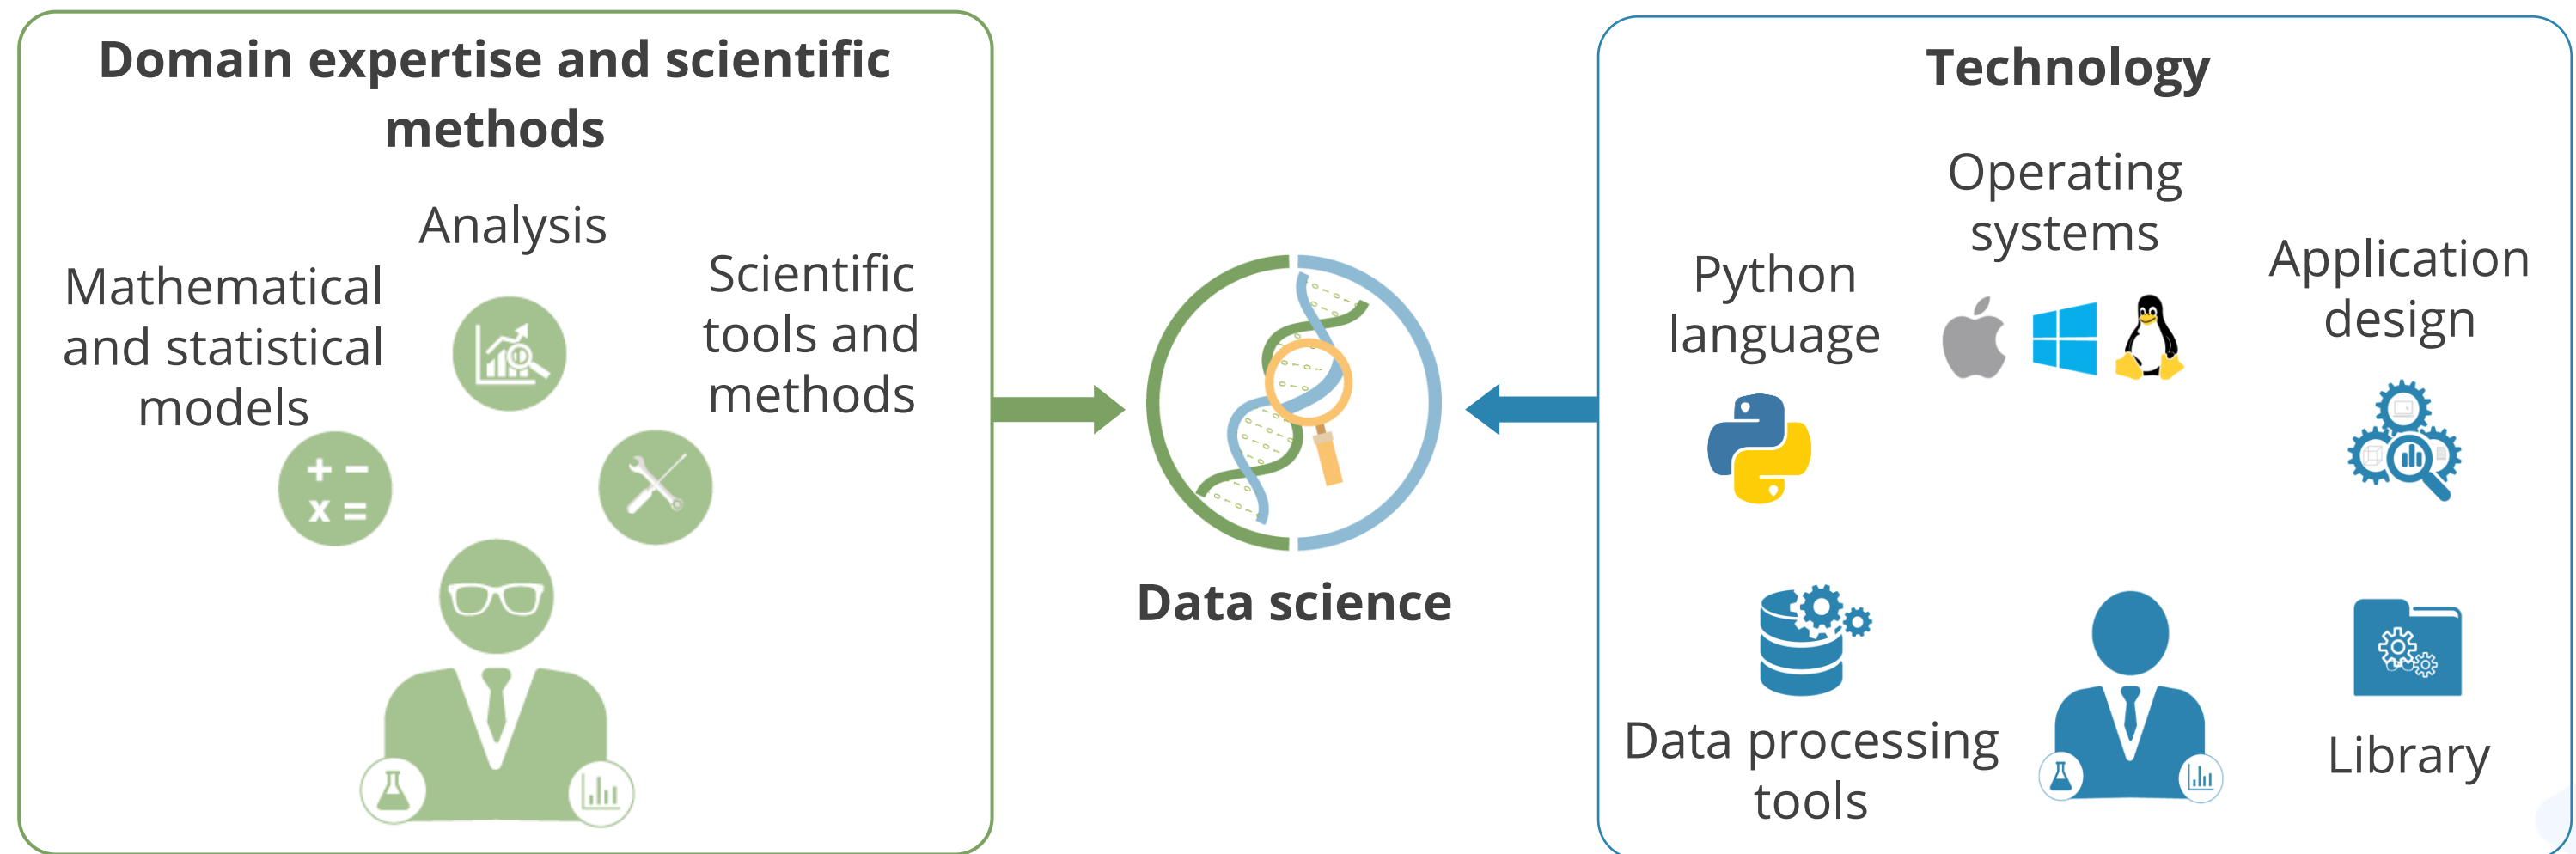 Domain expertise and scientific
methods
Analysis
Mathematical
and statistical
models
Scientific
tools and
methods
+ −
x =
Data science
Technology
Operating
systems
Python
language
Application
design
Data processing
tools
Library